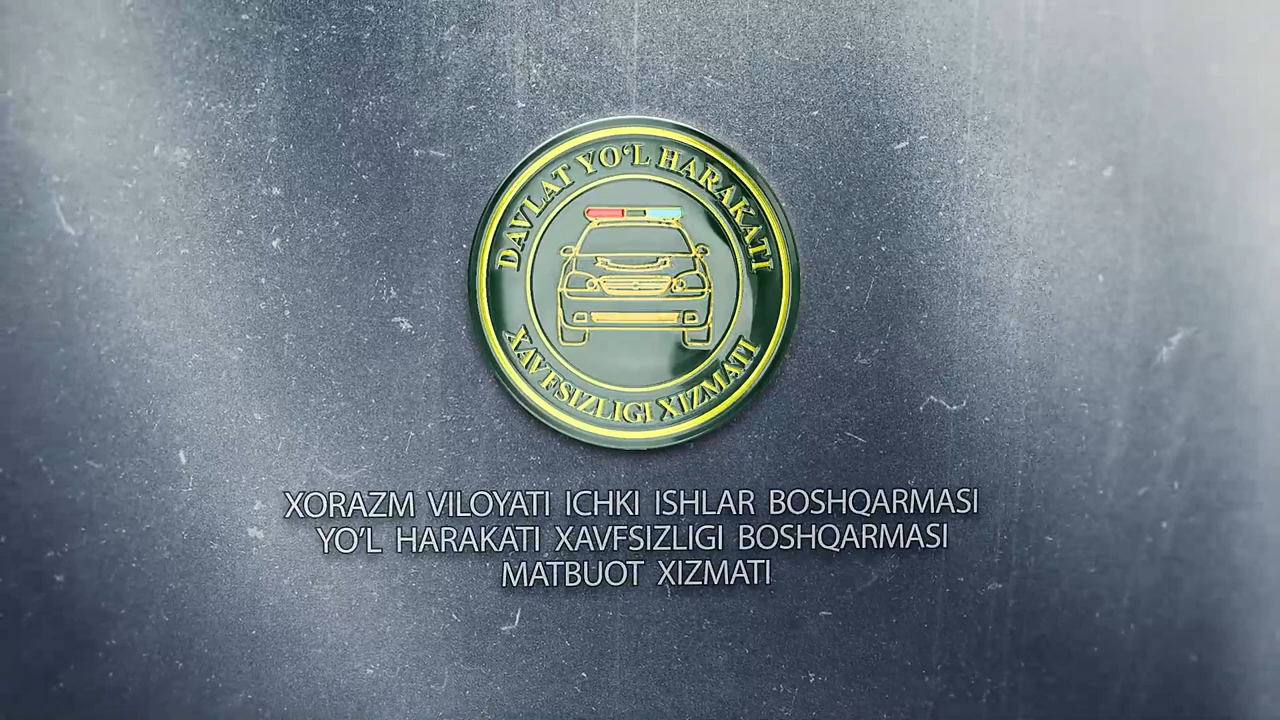 DAVLAT YO‘L HARAKATI
XAVFSIZLIGI XIZMATI
XORAZM VILOYATI ICHKI ISHLAR BOSHQARMASI
YO’L HARAKATI XAVFSIZLIGI BOSHQARMASI
MATBUOT XIZMATI